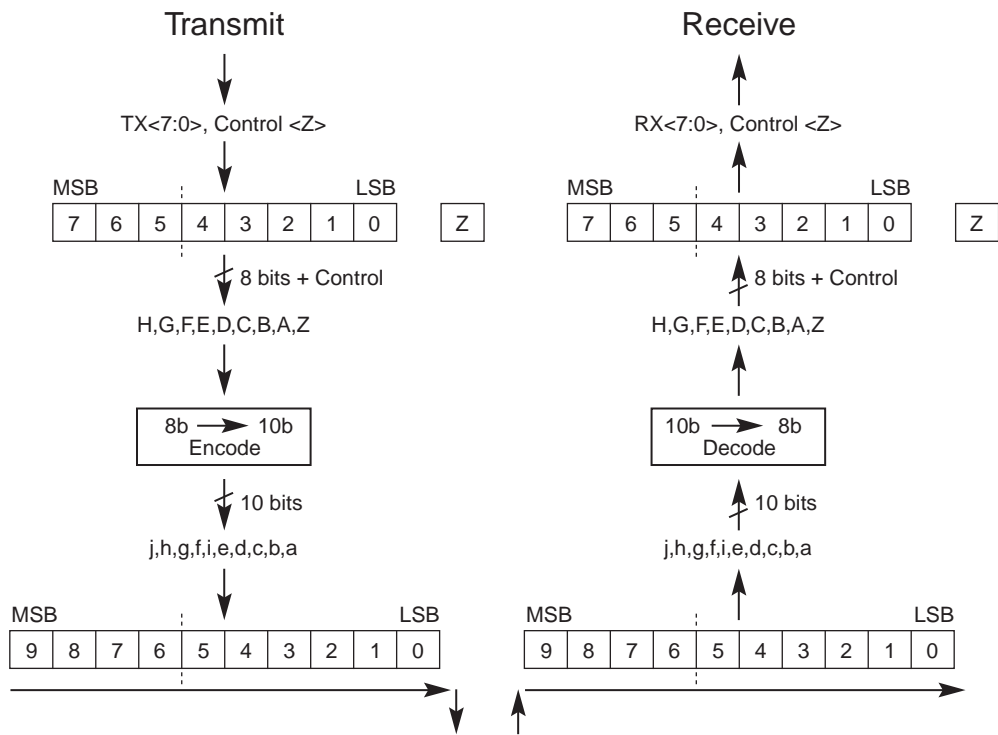 Transmit
TX<7:0>, Control <Z>
MSB LSB
7 6 5 4 3 2 1 0 Z
8 bits + Control
H,G,F,E,D,C,B,A,Z
8b 10b
Encode
10 bits
j,h,g,f,i,e,d,c,b,a
MSB LSB
9 8 7 6 5 4 3 2 1 0
Receive
RX<7:0>, Control <Z>
MSB LSB
7 6 5 4 3 2 1 0 Z
8 bits + Control
H,G,F,E,D,C,B,A,Z
10b 8b
Decode
10 bits
j,h,g,f,i,e,d,c,b,a
MSB LSB
9 8 7 6 5 4 3 2 1 0